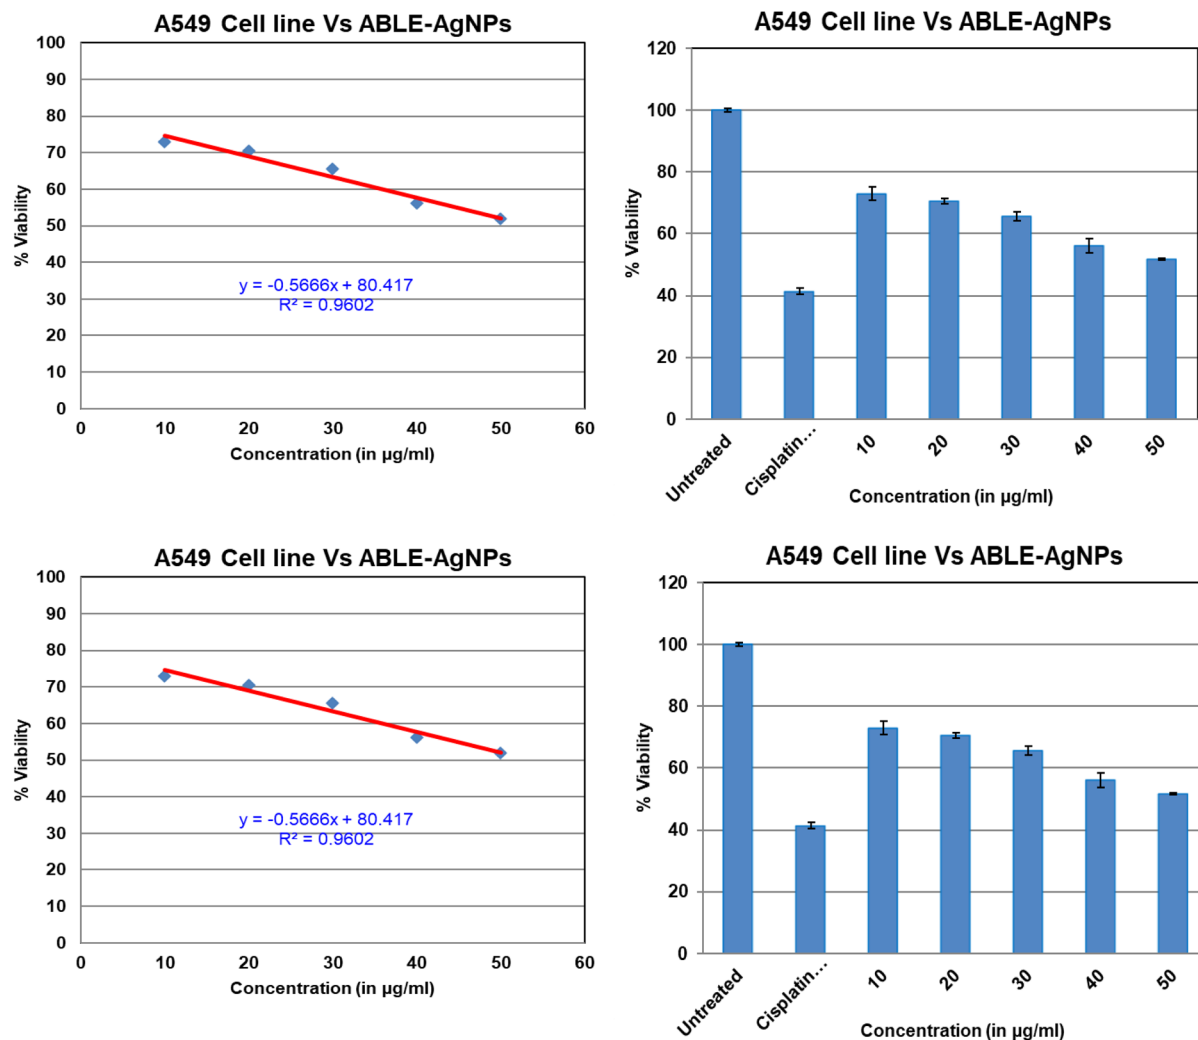 A549 Cell line Vs ABLE-AgNPs
100
90
80
70
60
50
40
30
20
10
0
% Viability
y = -0.5666x + 80.417
R² = 0.9602
0 10 20 30 40 50 60
Concentration (in µg/ml)
A549 Cell line Vs ABLE-AgNPs
120
100
80
60
40
20
0
% Viability
Untreated Cisplatin... 10 20 30 40 50
Concentration (in µg/ml)
A549 Cell line Vs ABLE-AgNPs
100
90
80
70
60
50
40
30
20
10
0
% Viability
y = -0.5666x + 80.417
R² = 0.9602
0 10 20 30 40 50 60
Concentration (in µg/ml)
A549 Cell line Vs ABLE-AgNPs
120
100
80
60
40
20
0
% Viability
Untreated Cisplatin... 10 20 30 40 50
Concentration (in µg/ml)